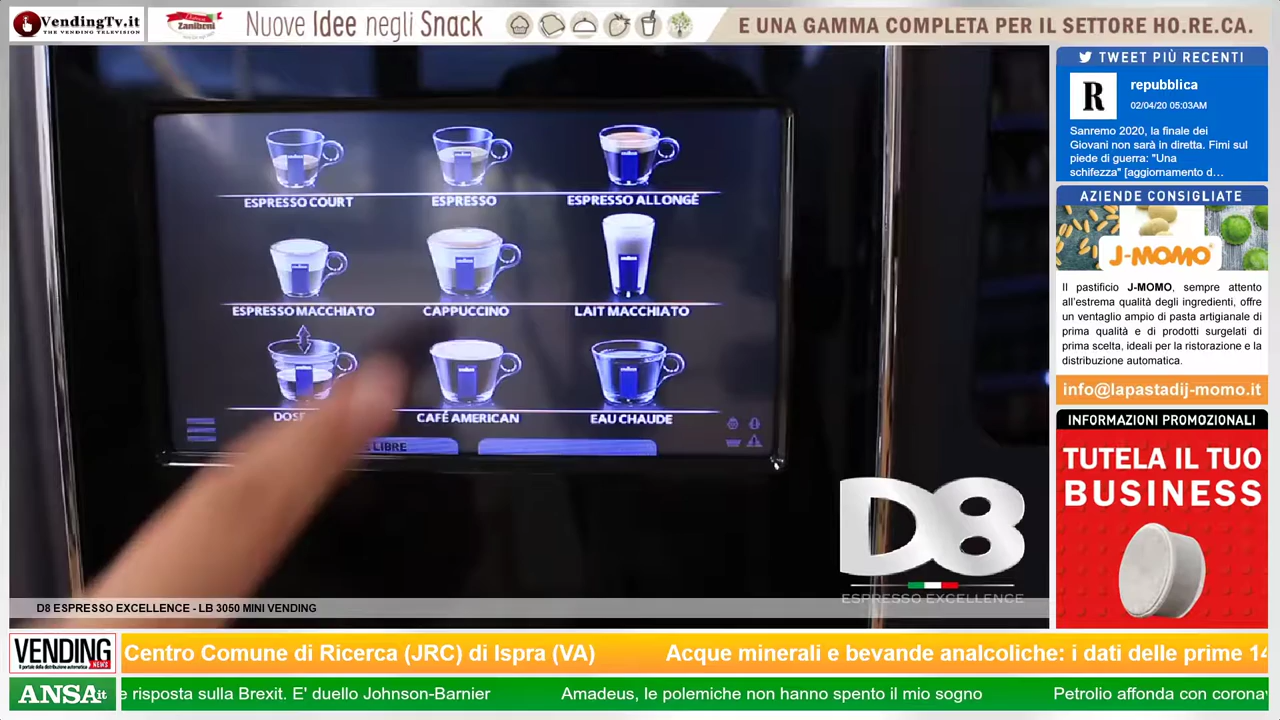 VendingTv.it
THE VENDING TELEVISION
Zaniboni
Nuove Idee negli Snack
E UNA GAMMA COMPLETA PER IL SETTORE HO.RE.CA.
ESPRESSO COURT
ESPRESSO
ESPRESSO ALLONGÉ
ESPRESSO MACCHIATO
CAPPUCCINO
LAIT MACCHIATO
DOSE
CAFÉ AMERICAN
EAU CHAUDE
LIBRE
D8
ESPRESSO EXCELLENCE
D8 ESPRESSO EXCELLENCE - LB 3050 MINI VENDING
TWEET PIÙ RECENTI
R
repubblica
02/04/20 05:03AM
Sanremo 2020, la finale dei
Giovani non sarà in diretta. Fimi sul
piede di guerra: "Una
schifezza" [aggiornamento d…
AZIENDE CONSIGLIATE
J-MOMO
Il pastificio J-MOMO, sempre attento
all’estrema qualità degli ingredienti, offre
un ventaglio ampio di pasta artigianale di
prima qualità e di prodotti surgelati di
prima scelta, ideali per la ristorazione e la
distribuzione automatica.
info@lapastadij-momo.it
INFORMAZIONI PROMOZIONALI
TUTELA IL TUO
BUSINESS
VENDING NEWS
Il portale della distribuzione automatica
Centro Comune di Ricerca (JRC) di Ispra (VA)
Acque minerali e bevande analcoliche: i dati delle prime 14
ANSA.it
e risposta sulla Brexit. E' duello Johnson-Barnier
Amadeus, le polemiche non hanno spento il mio sogno
Petrolio affonda con corona